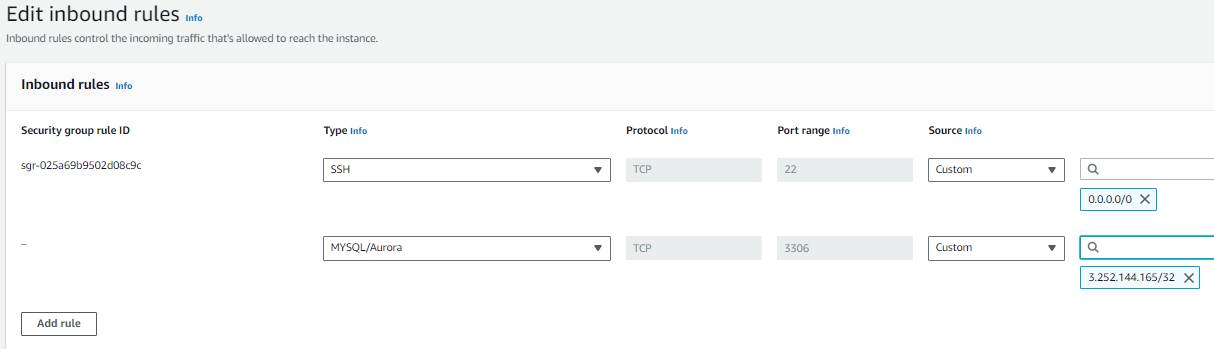 Edit inbound rules Info
Inbound rules control the incoming traffic that's allowed to reach the instance.
Inbound rules Info
Security group rule ID Type Info Protocol Info Port range Info Source Info
sgr-025a69b9502d08c9c SSH TCP 22 Custom
0.0.0.0/0
– MYSQL/Aurora TCP 3306 Custom
3.252.144.165/32
Add rule